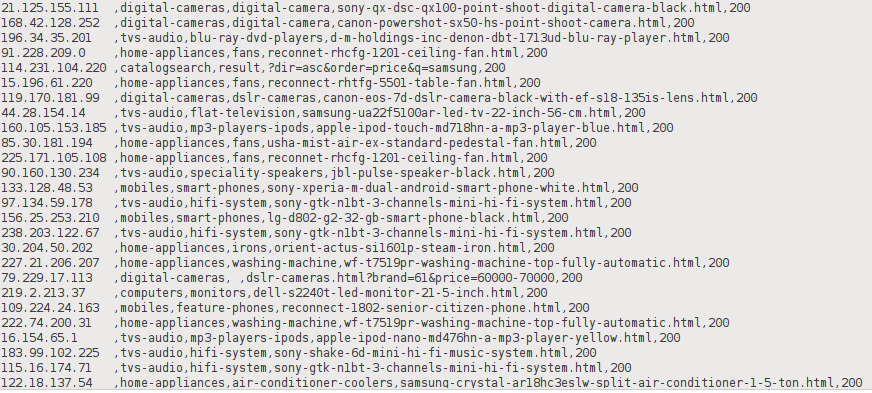 21.125.155.111 ,digital-cameras,digital-camera,sony-qx-dsc-qx100-point-shoot-digital-camera-black.html,200
168.42.128.252 ,digital-cameras,digital-camera,canon-powershot-sx50-hs-point-shoot-camera.html,200
196.34.35.201 ,tvs-audio,blu-ray-dvd-players,d-m-holdings-inc-denon-dbt-1713ud-blu-ray-player.html,200
91.228.209.0 ,home-appliances,fans,reconnet-rhcfg-1201-ceiling-fan.html,200
114.231.104.220 ,catalogsearch,result,?dir=asc&order=price&q=samsung,200
15.196.61.220 ,home-appliances,fans,reconnect-rhtfg-5501-table-fan.html,200
119.170.181.99 ,digital-cameras,dslr-cameras,canon-eos-7d-dslr-camera-black-with-ef-s18-135is-lens.html,200
44.28.154.14 ,tvs-audio,flat-television,samsung-ua22f5100ar-led-tv-22-inch-56-cm.html,200
160.105.153.185 ,tvs-audio,mp3-players-ipods,apple-ipod-touch-md718hn-a-mp3-player-blue.html,200
85.30.181.194 ,home-appliances,fans,usha-mist-air-ex-standard-pedestal-fan.html,200
225.171.105.108 ,home-appliances,fans,reconnet-rhcfg-1201-ceiling-fan.html,200
90.160.130.234 ,tvs-audio,speciality-speakers,jbl-pulse-speaker-black.html,200
133.128.48.53 ,mobiles,smart-phones,sony-xperia-m-dual-android-smart-phone-white.html,200
97.134.59.178 ,tvs-audio,hifi-system,sony-gtk-n1bt-3-channels-mini-hi-fi-system.html,200
156.25.253.210 ,mobiles,smart-phones,lg-d802-g2-32-gb-smart-phone-black.html,200
238.203.122.67 ,tvs-audio,hifi-system,sony-gtk-n1bt-3-channels-mini-hi-fi-system.html,200
30.204.50.202 ,home-appliances,irons,orient-actus-si1601p-steam-iron.html,200
227.21.206.207 ,home-appliances,washing-machine,wf-t7519pr-washing-machine-top-fully-automatic.html,200
79.229.17.113 ,digital-cameras, ,dslr-cameras.html?brand=61&price=60000-70000,200
219.2.213.37 ,computers,monitors,dell-s2240t-led-monitor-21-5-inch.html,200
109.224.24.163 ,mobiles,feature-phones,reconnect-1802-senior-citizen-phone.html,200
222.74.200.31 ,home-appliances,washing-machine,wf-t7519pr-washing-machine-top-fully-automatic.html,200
16.154.65.1 ,tvs-audio,mp3-players-ipods,apple-ipod-nano-md476hn-a-mp3-player-yellow.html,200
183.99.102.225 ,tvs-audio,hifi-system,sony-shake-6d-mini-hi-fi-music-system.html,200
115.16.174.71 ,tvs-audio,hifi-system,sony-gtk-n1bt-3-channels-mini-hi-fi-system.html,200
122.18.137.54 ,home-appliances,air-conditioner-coolers,samsung-crystal-ar18hc3eslw-split-air-conditioner-1-5-ton.html,200